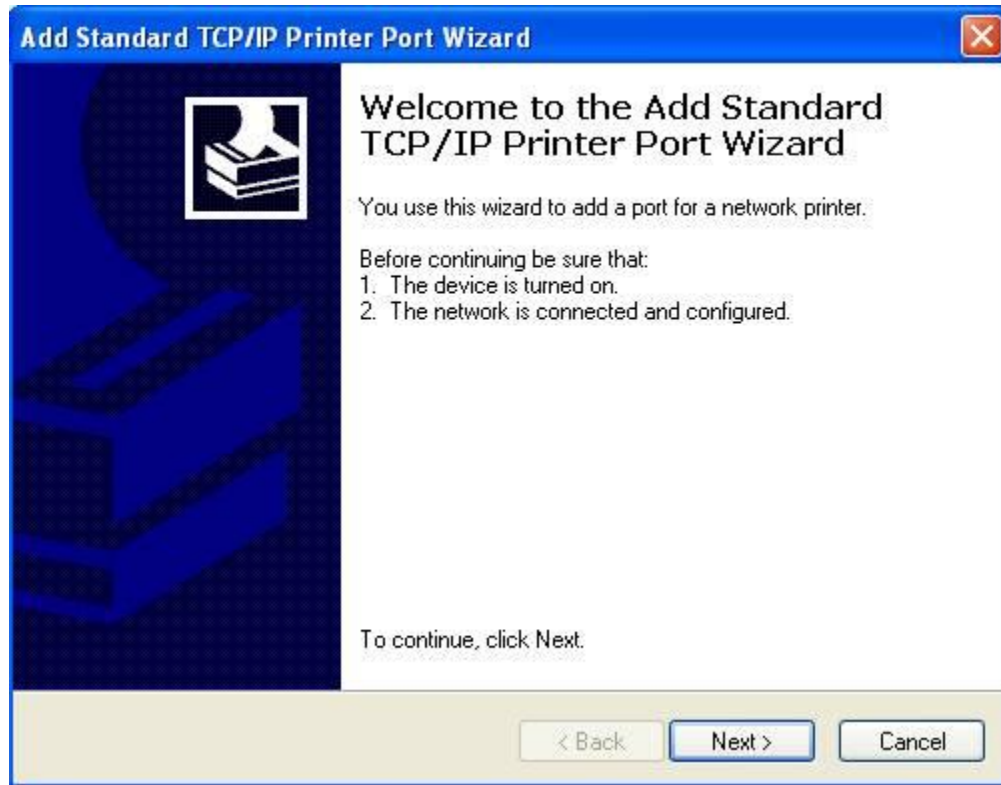 Add Standard TCP/IP Printer Port Wizard
Welcome to the Add Standard
TCP/IP Printer Port Wizard
You use this wizard to add a port for a network printer.
Before continuing be sure that:
1. The device is turned on.
2. The network is connected and configured.
To continue, click Next.
< Back
Next >
Cancel